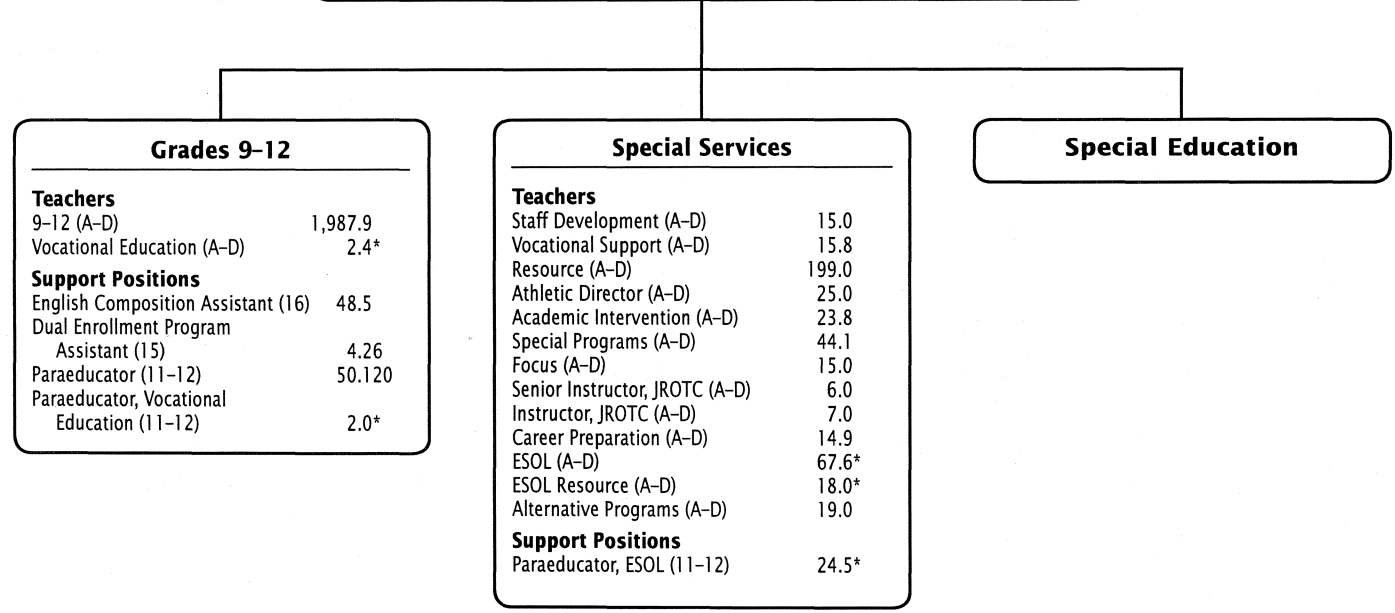 Grades 9–12
Teachers
9–12 (A–D) 1,987.9
Vocational Education (A–D) 2.4*
Support Positions
English Composition Assistant (16) 48.5
Dual Enrollment Program
Assistant (15) 4.26
Paraeducator (11–12) 50.120
Paraeducator, Vocational
Education (11–12) 2.0*
Special Services
Teachers
Staff Development (A–D) 15.0
Vocational Support (A–D) 15.8
Resource (A–D) 199.0
Athletic Director (A–D) 25.0
Academic Intervention (A–D) 23.8
Special Programs (A–D) 44.1
Focus (A–D) 15.0
Senior Instructor, JROTC (A–D) 6.0
Instructor, JROTC (A–D) 7.0
Career Preparation (A–D) 14.9
ESOL (A–D) 67.6*
ESOL Resource (A–D) 18.0*
Alternative Programs (A–D) 19.0
Support Positions
Paraeducator, ESOL (11–12) 24.5*
Special Education